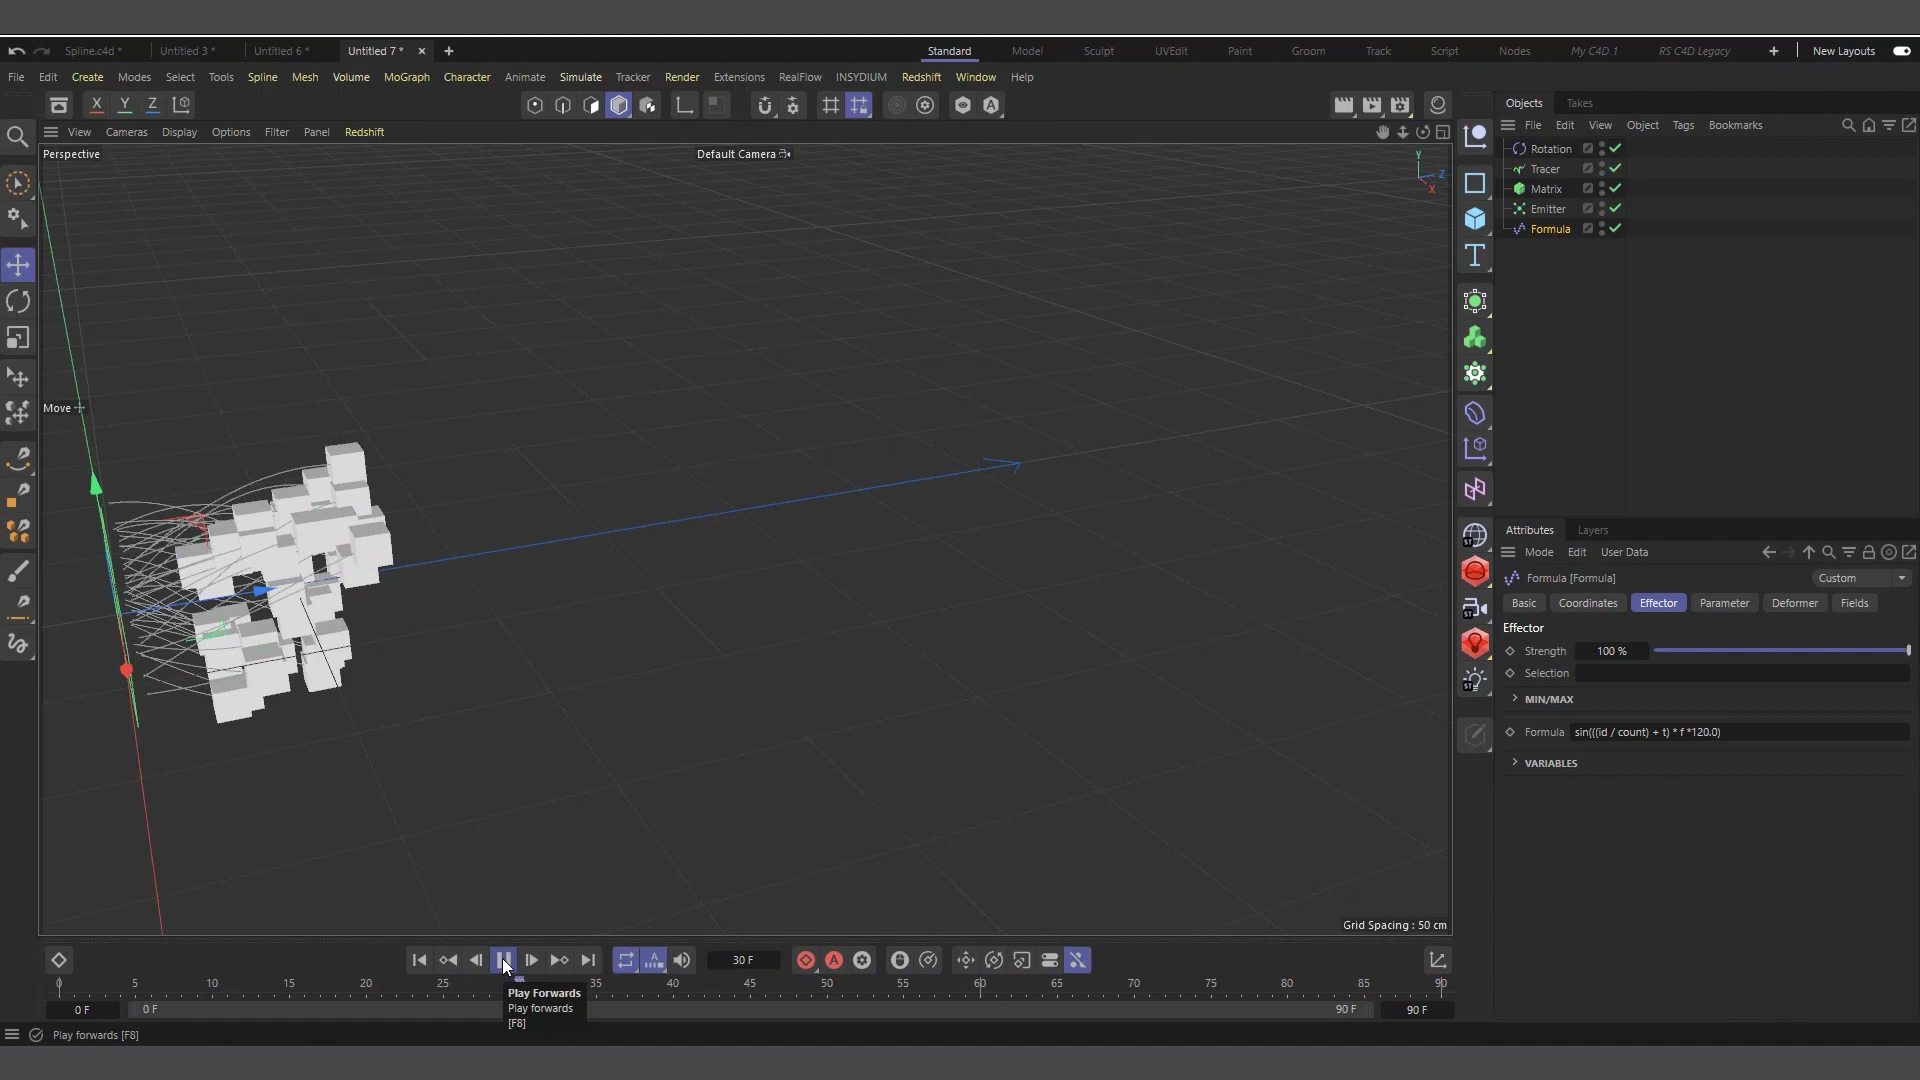 Spline.c4d * Untitled 3 * Untitled 6 * Untitled 7 * × +
Standard Model Sculpt UVEdit Paint Groom Track Script Nodes My C4D 1 RS C4D Legacy + New Layouts
File Edit Create Modes Select Tools Spline Mesh Volume MoGraph Character Animate Simulate Tracker Render Extensions RealFlow INSYDIUM Redshift Window Help
X Y Z
Objects Takes
View Cameras Display Options Filter Panel Redshift
File Edit View Object Tags Bookmarks
Perspective
Default Camera
Y
Z
X
Rotation
Tracer
Matrix
Emitter
Formula
Move
Attributes Layers
Mode Edit User Data
Formula [Formula] Custom
Basic Coordinates Effector Parameter Deformer Fields
Effector
Strength 100 %
Selection
MIN/MAX
Formula sin(((id / count) + t) * f *120.0)
VARIABLES
Grid Spacing : 50 cm
30 F
0 5 10 15 20 25 35 40 45 50 55 60 65 70 75 80 85 90
Play Forwards
Play forwards
[F8]
0 F 0 F 90 F 90 F
Play forwards [F8]